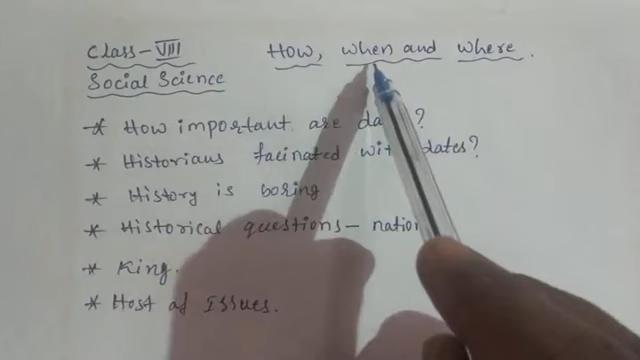 Class - VIII How, when and where.
Social Science
* How important are da ?
* Historians facinated wit dates?
* History is boring
* Historical questions - natio
* King.
* Host of Issues.